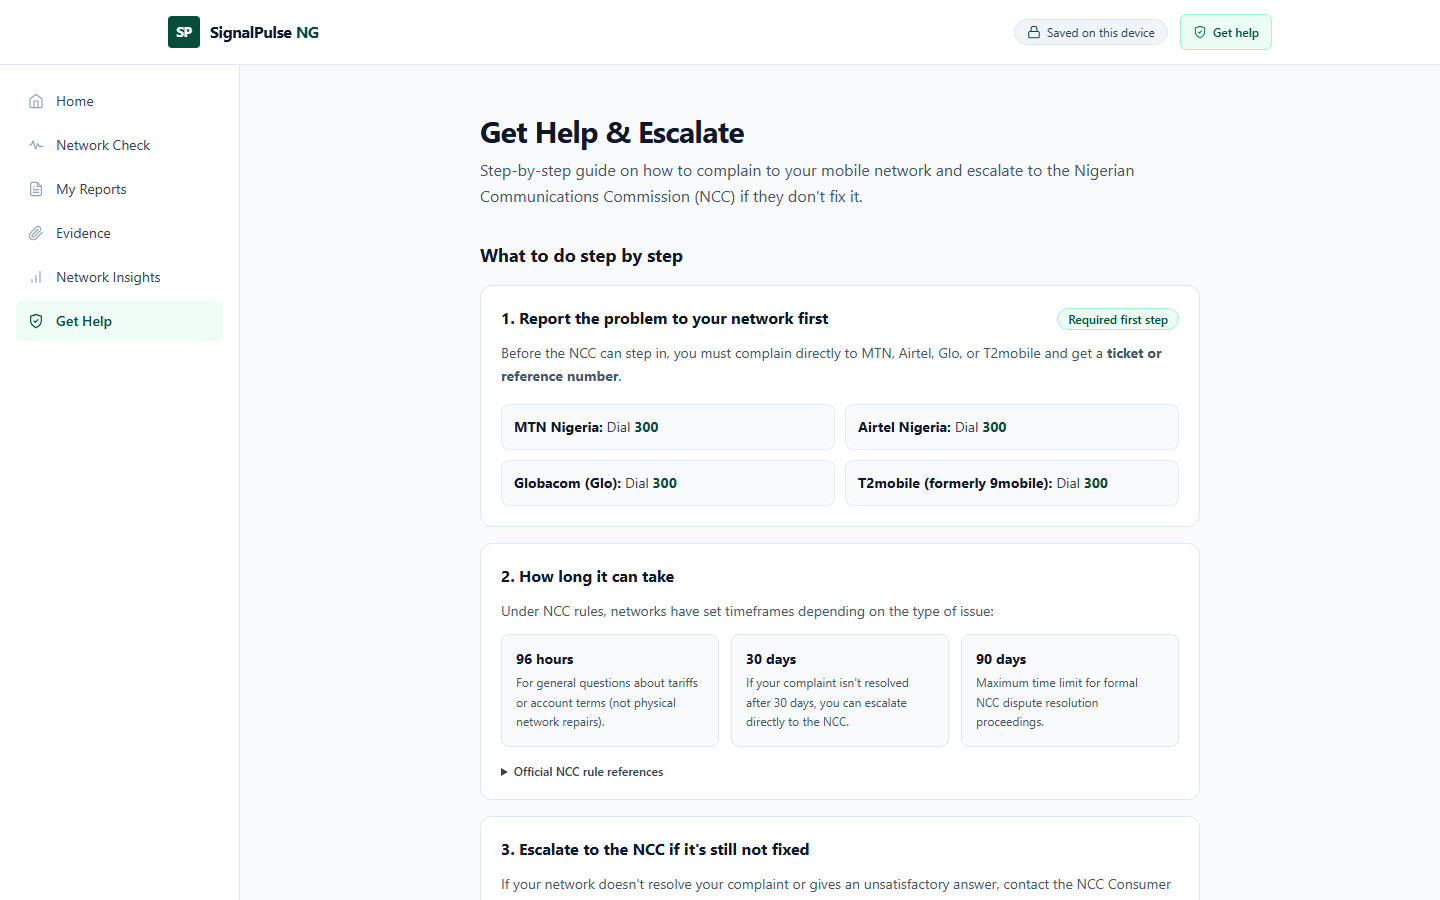 SP SignalPulse NG
Saved on this device
Get help
Home
Network Check
My Reports
Evidence
Network Insights
Get Help
Get Help & Escalate
Step-by-step guide on how to complain to your mobile network and escalate to the Nigerian
Communications Commission (NCC) if they don't fix it.
What to do step by step
1. Report the problem to your network first
Required first step
Before the NCC can step in, you must complain directly to MTN, Airtel, Glo, or T2mobile and get a ticket or
reference number.
MTN Nigeria: Dial 300
Airtel Nigeria: Dial 300
Globacom (Glo): Dial 300
T2mobile (formerly 9mobile): Dial 300
2. How long it can take
Under NCC rules, networks have set timeframes depending on the type of issue:
96 hours
For general questions about tariffs
or account terms (not physical
network repairs).
30 days
If your complaint isn't resolved
after 30 days, you can escalate
directly to the NCC.
90 days
Maximum time limit for formal
NCC dispute resolution
proceedings.
Official NCC rule references
3. Escalate to the NCC if it's still not fixed
If your network doesn't resolve your complaint or gives an unsatisfactory answer, contact the NCC Consumer